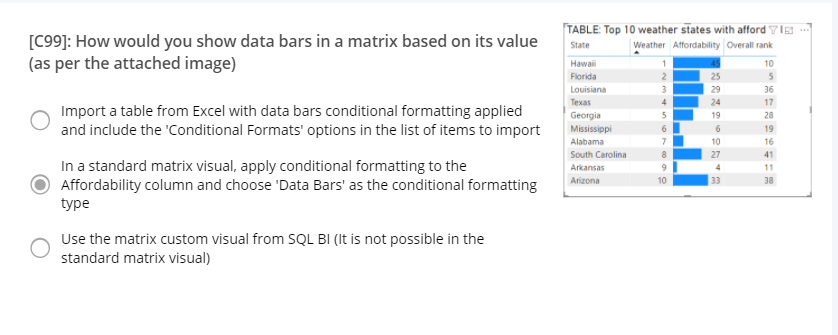 [C99]: How would you show data bars in a matrix based on its value
(as per the attached image)
Import a table from Excel with data bars conditional formatting applied
and include the 'Conditional Formats' options in the list of items to import
In a standard matrix visual, apply conditional formatting to the
Affordability column and choose 'Data Bars' as the conditional formatting
type
Use the matrix custom visual from SQL BI (It is not possible in the
standard matrix visual)
TABLE: Top 10 weather states with afford
State Weather Affordability Overall rank
Hawaii 1 45 10
Florida 2 25 5
Louisiana 3 29 36
Texas 4 24 17
Georgia 5 19 28
Mississippi 6 6 19
Alabama 7 10 16
South Carolina 8 27 41
Arkansas 9 4 11
Arizona 10 33 38